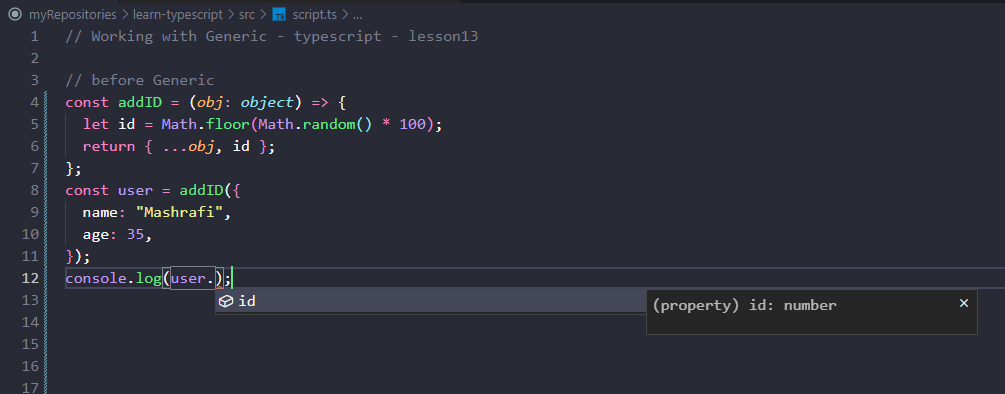 myRepositories > learn-typescript > src > TS script.ts > ...
1 // Working with Generic - typescript - lesson13
2
3 // before Generic
4 const addID = (obj: object) => {
5 let id = Math.floor(Math.random() * 100);
6 return { ...obj, id };
7 };
8 const user = addID({
9 name: "Mashrafi",
10 age: 35,
11 });
12 console.log(user.);
13 id (property) id: number ×
14
15
16
17